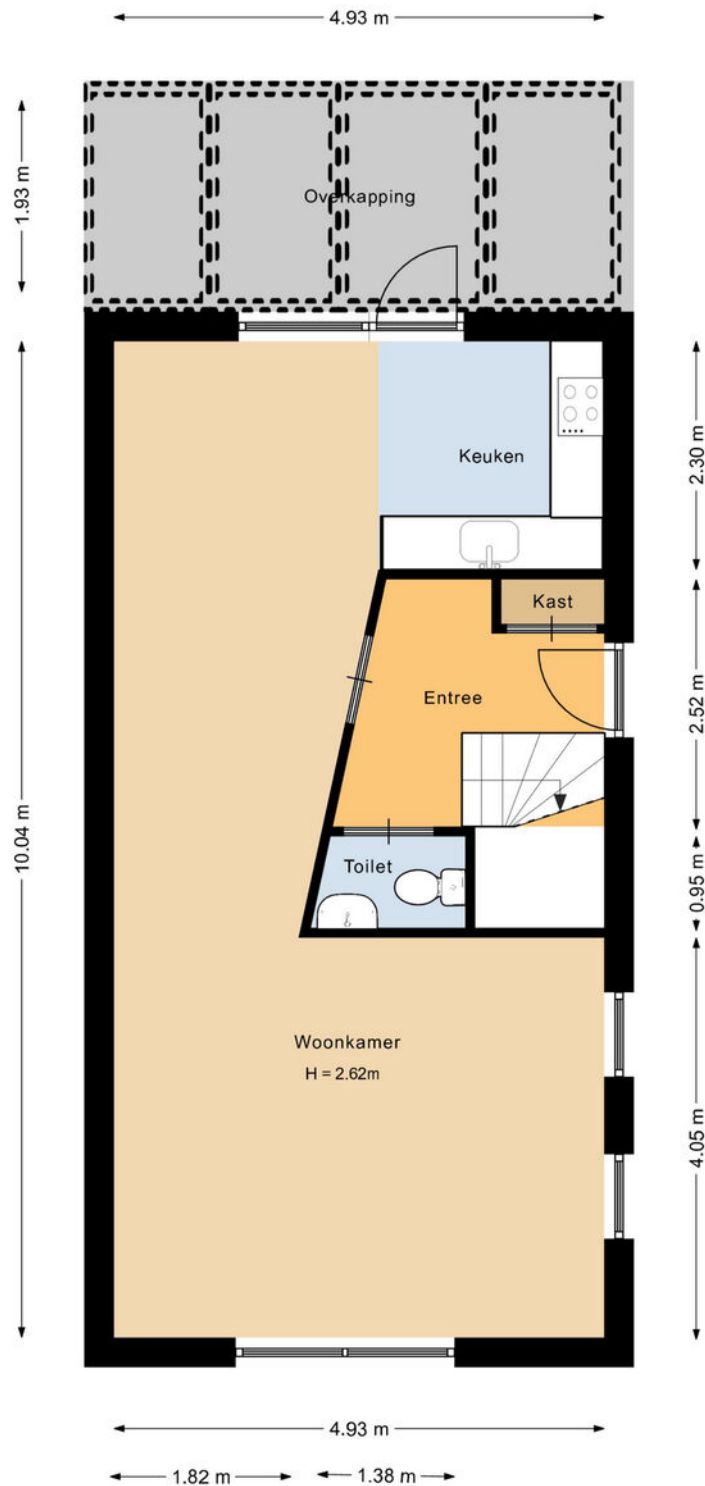 4.93 m
1.93 m
Overkapping
10.04 m
Keuken
2.30 m
Kast
Entree
2.52 m
Toilet
0.95 m
Woonkamer
H = 2.62m
4.05 m
4.93 m
1.82 m
1.38 m